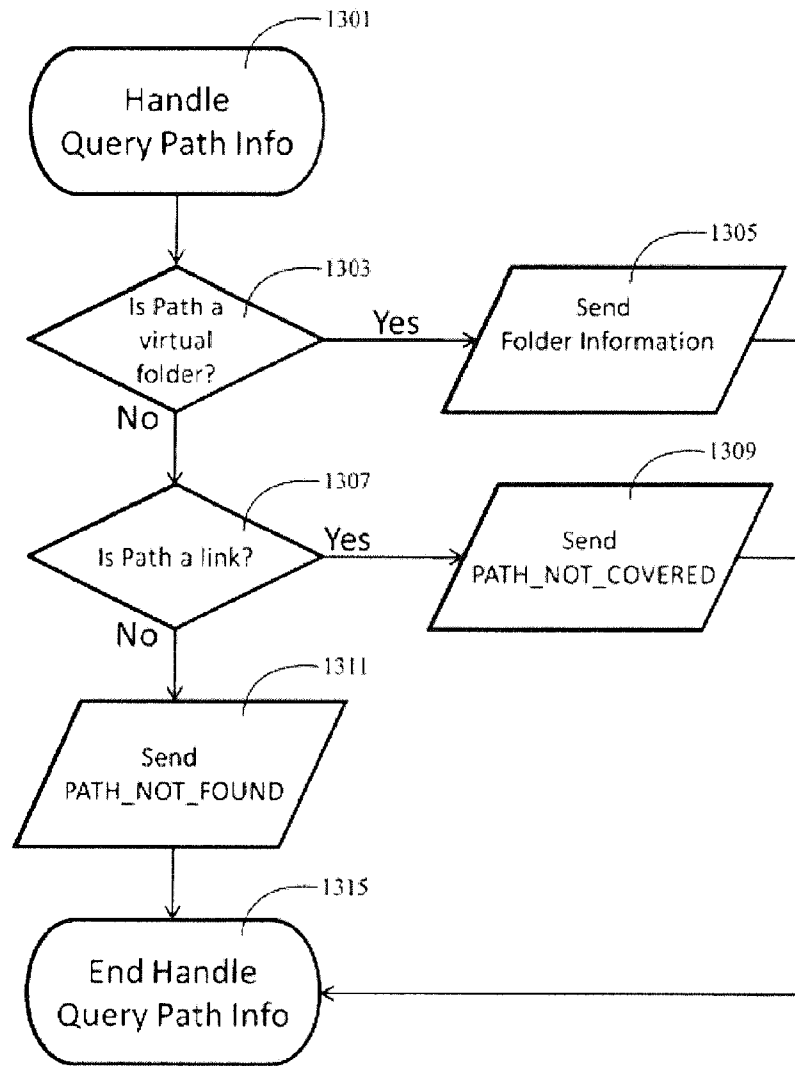 1301
Handle
Query Path Info
1303
Is Path a
virtual
folder?
Yes
1305
Send
Folder Information
No
1307
Is Path a link?
Yes
1309
Send
PATH_NOT_COVERED
No
1311
Send
PATH_NOT_FOUND
1315
End Handle
Query Path Info